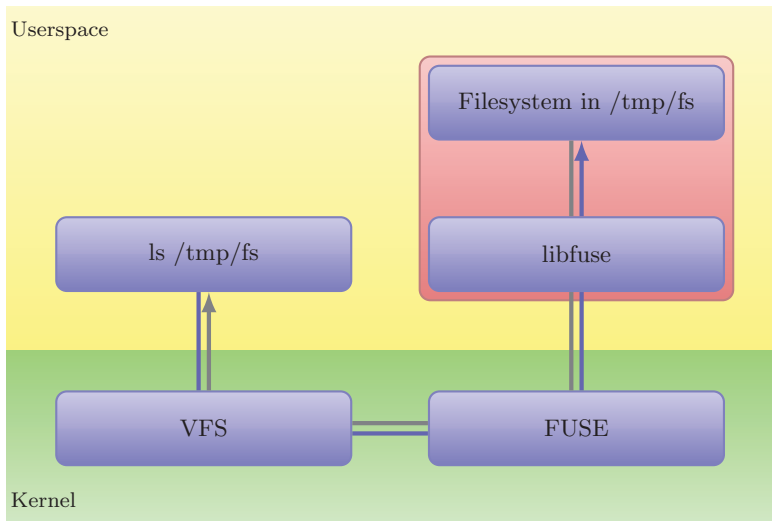 Userspace
Filesystem in /tmp/fs
ls /tmp/fs
libfuse
VFS
FUSE
Kernel